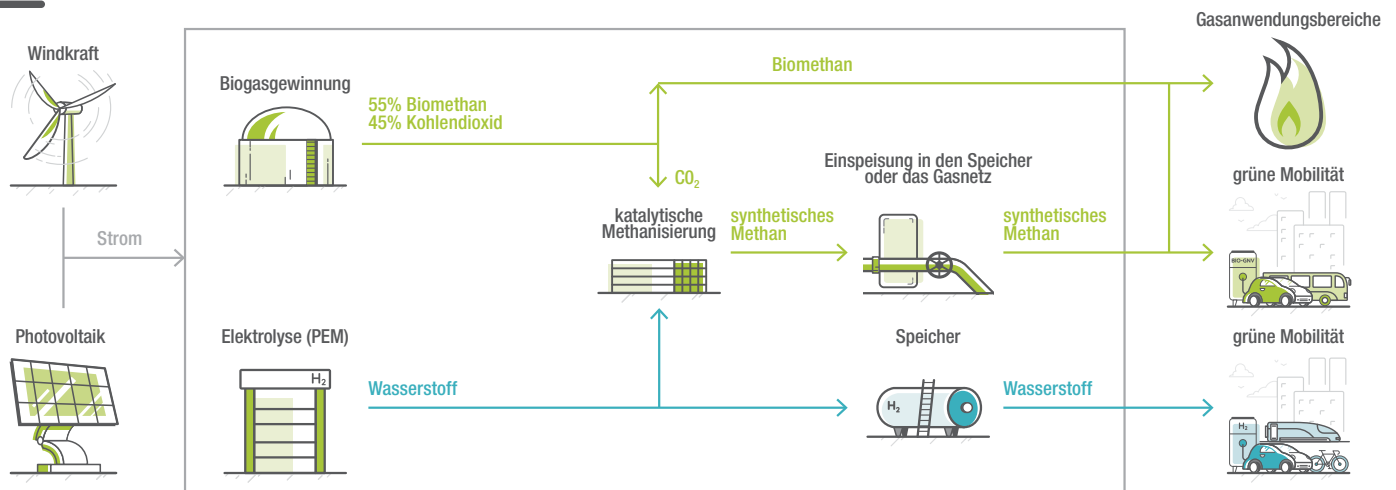 Gasanwendungsbereiche
Windkraft
Biogasgewinnung
55% Biomethan
45% Kohlendioxid
Biomethan
CO₂
Einspeisung in den Speicher
oder das Gasnetz
grüne Mobilität
Strom
katalytische
Methanisierung
synthetisches
Methan
synthetisches
Methan
BIO-GNV
Photovoltaik
Elektrolyse (PEM)
H₂
Wasserstoff
Speicher
H₂
Wasserstoff
grüne Mobilität
H₂